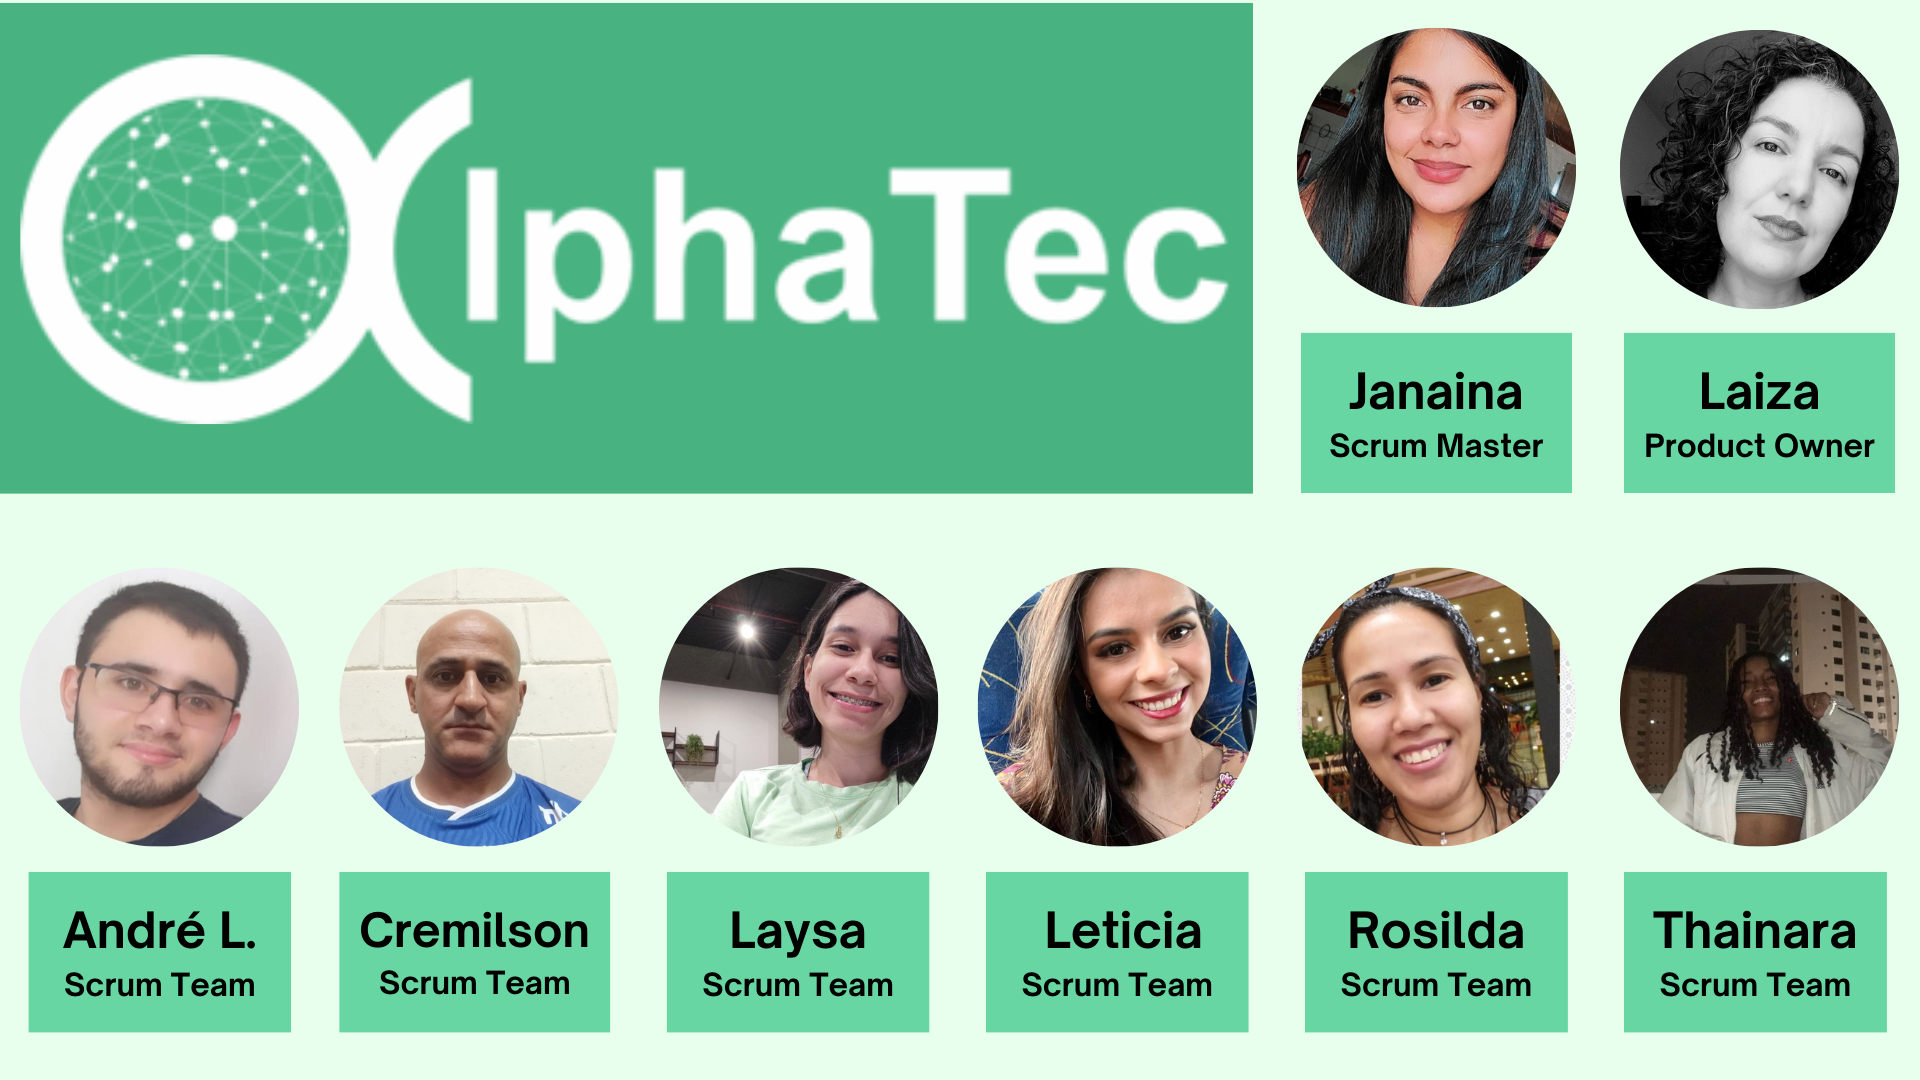 αlphaTec
Janaina
Scrum Master
Laiza
Product Owner
André L.
Scrum Team
Cremilson
Scrum Team
Laysa
Scrum Team
Leticia
Scrum Team
Rosilda
Scrum Team
Thainara
Scrum Team